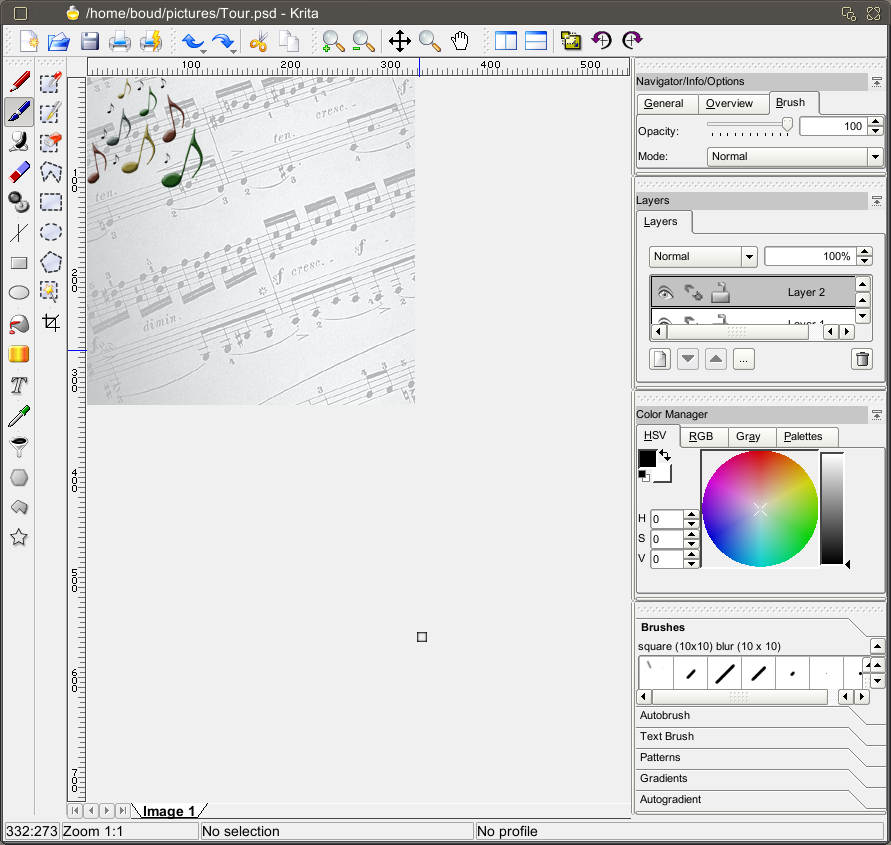 /home/boud/pictures/Tour.psd - Krita
100 200 300 400 500
100
200
300
400
500
600
700
cresc.
sf
ten.
ten.
sf cresc. - sf -
dimin.
Navigator/Info/Options
General Overview Brush
Opacity: 100
Mode: Normal
Layers
Layers
Normal 100%
Layer 2
Layer 1
...
Color Manager
HSV RGB Gray Palettes
H 0
S 0
V 0
Brushes
square (10x10) blur (10 x 10)
Autobrush
Text Brush
Patterns
Gradients
Autogradient
Image 1
332:273 Zoom 1:1 No selection No profile